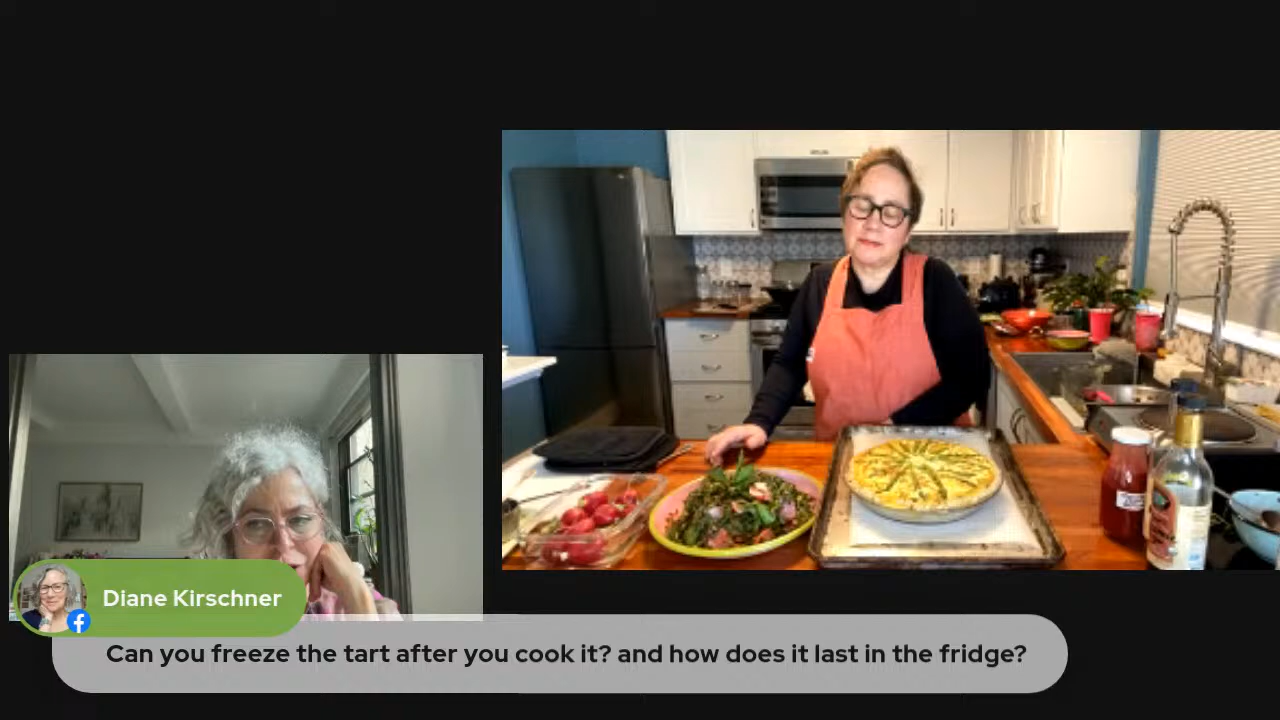 Diane Kirschner
Can you freeze the tart after you cook it? and how does it last in the fridge?